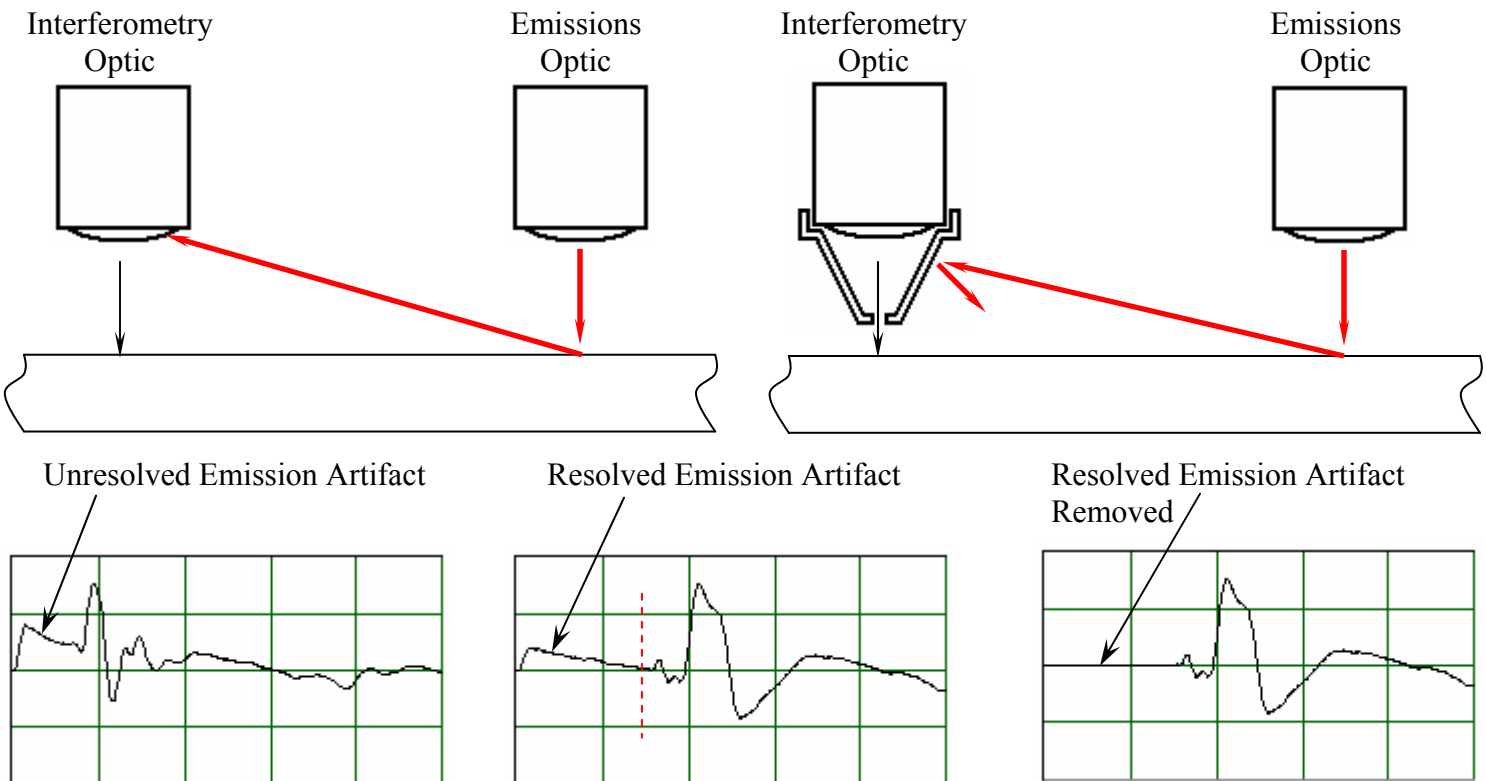 Interferometry
Optic
Emissions
Optic
Interferometry
Optic
Emissions
Optic
Unresolved Emission Artifact
Resolved Emission Artifact
Resolved Emission Artifact
Removed